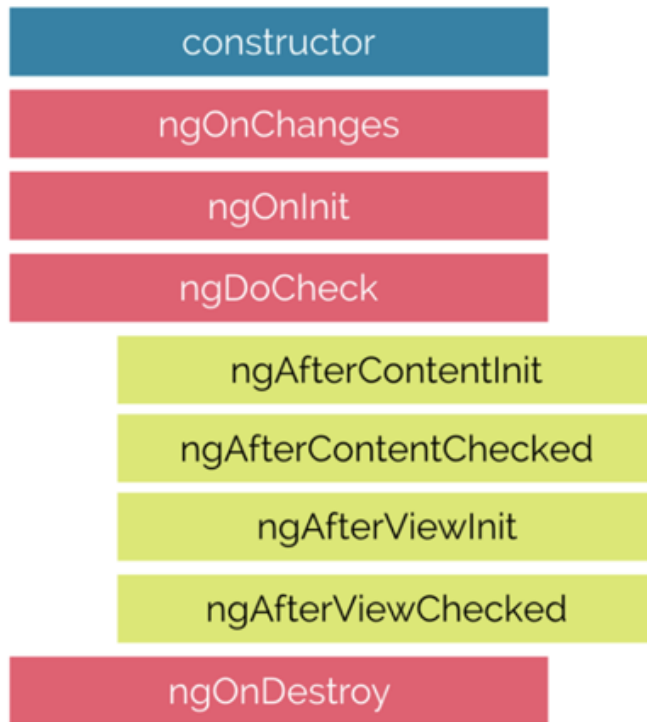 constructor
ngOnChanges
ngOnInit
ngDoCheck
ngAfterContentInit
ngAfterContentChecked
ngAfterViewInit
ngAfterViewChecked
ngOnDestroy